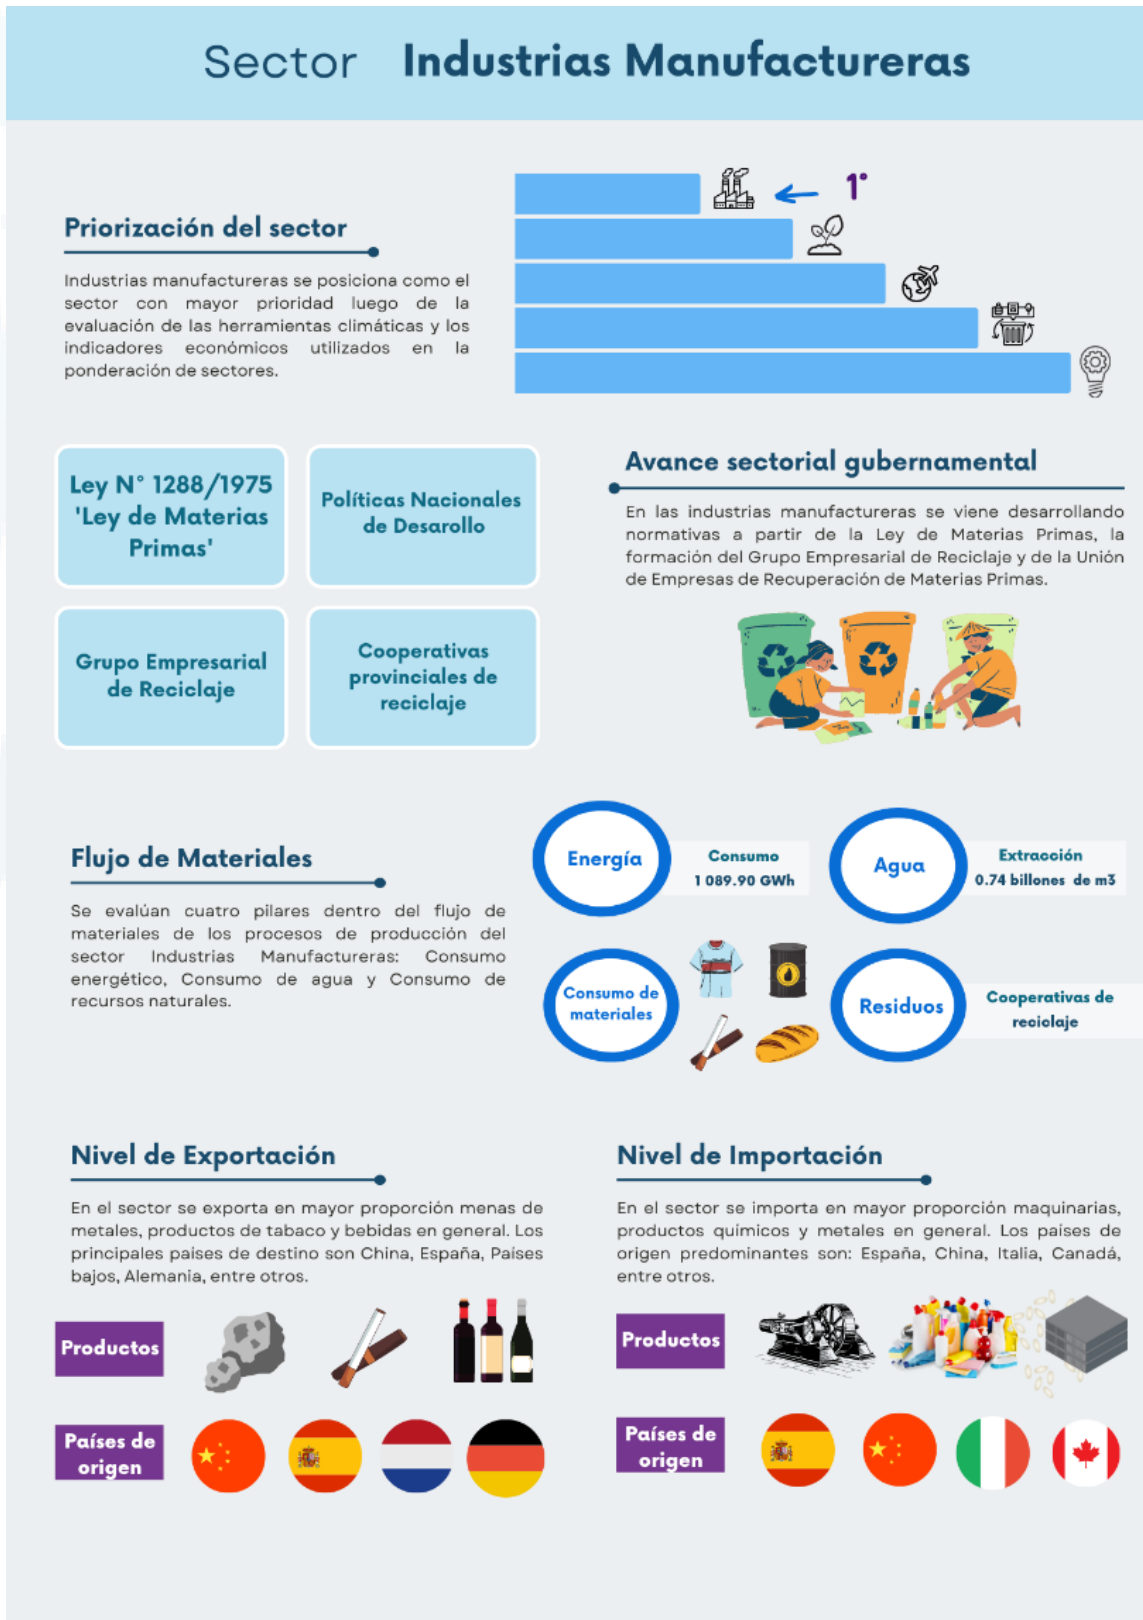 Sector Industrias Manufactureras
1°
Priorización del sector
Industrias manufactureras se posiciona como el
sector con mayor prioridad luego de la
evaluación de las herramientas climáticas y los
indicadores económicos utilizados en la
ponderación de sectores.
Ley N° 1288/1975
'Ley de Materias
Primas'
Políticas Nacionales
de Desarollo
Grupo Empresarial
de Reciclaje
Cooperativas
provinciales de
reciclaje
Avance sectorial gubernamental
En las industrias manufactureras se viene desarrollando
normativas a partir de la Ley de Materias Primas, la
formación del Grupo Empresarial de Reciclaje y de la Unión
de Empresas de Recuperación de Materias Primas.
Flujo de Materiales
Se evalúan cuatro pilares dentro del flujo de
materiales de los procesos de producción del
sector Industrias Manufactureras: Consumo
energético, Consumo de agua y Consumo de
recursos naturales.
Energía
Consumo
1 089.90 GWh
Agua
Extracción
0.74 billones de m3
Consumo de
materiales
Residuos
Cooperativas de
reciclaje
Nivel de Exportación
En el sector se exporta en mayor proporción menas de
metales, productos de tabaco y bebidas en general. Los
principales países de destino son China, España, Países
bajos, Alemania, entre otros.
Productos
Países de
origen
Nivel de Importación
En el sector se importa en mayor proporción maquinarias,
productos químicos y metales en general. Los países de
origen predominantes son: España, China, Italia, Canadá,
entre otros.
Productos
Países de
origen